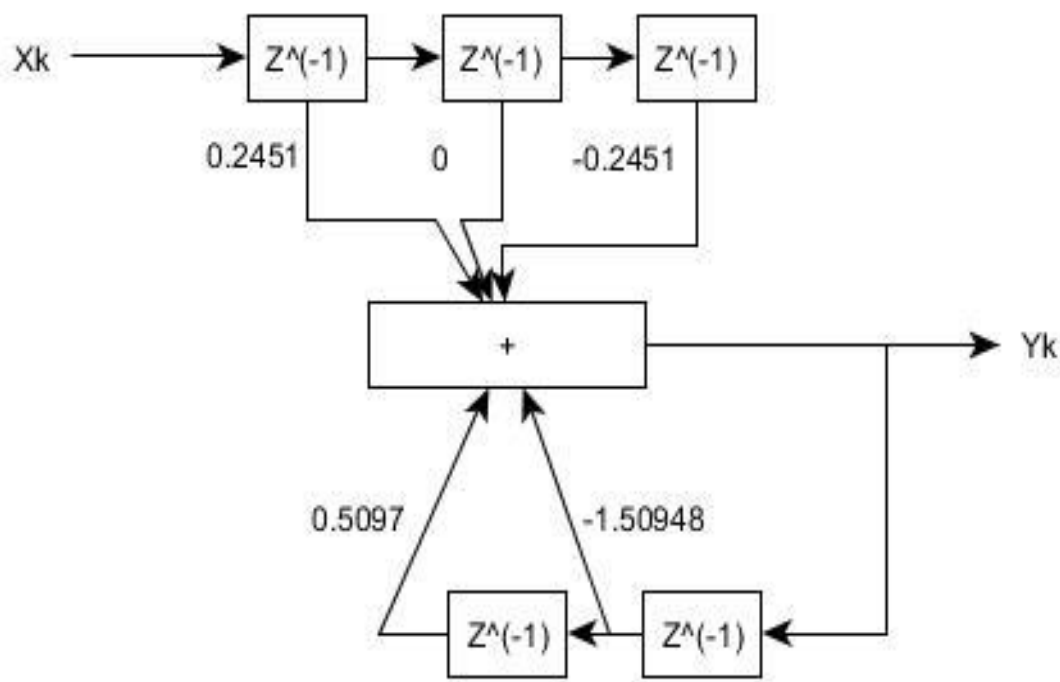 Xk
Z^(-1)
Z^(-1)
Z^(-1)
0.2451
0
-0.2451
+
Yk
0.5097
-1.50948
Z^(-1)
Z^(-1)